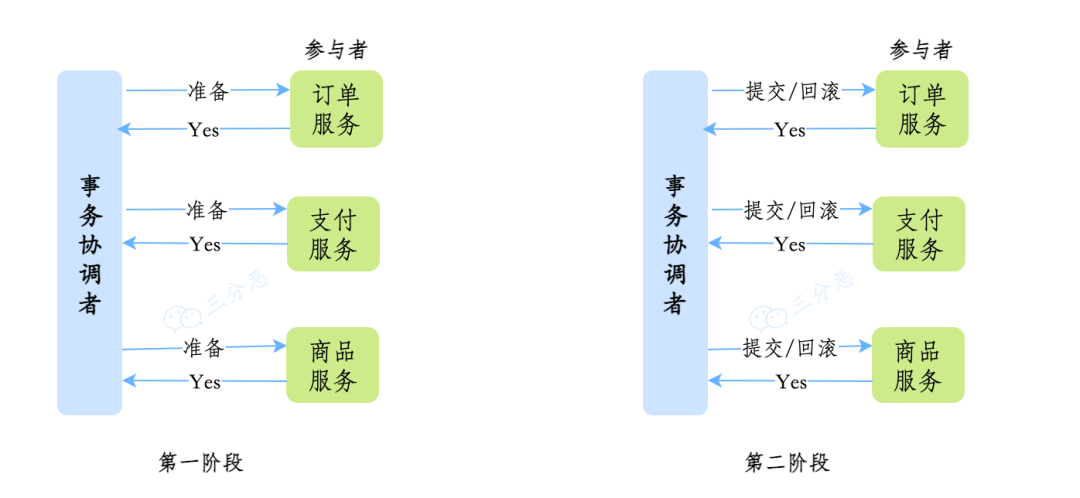 参与者
准备
订单
服务
Yes
事务协调者
准备
支付
服务
Yes
三分恶
准备
商品
服务
Yes
第一阶段
参与者
提交/回滚
订单
服务
Yes
事务协调者
提交/回滚
支付
服务
Yes
三分恶
提交/回滚
商品
服务
Yes
第二阶段